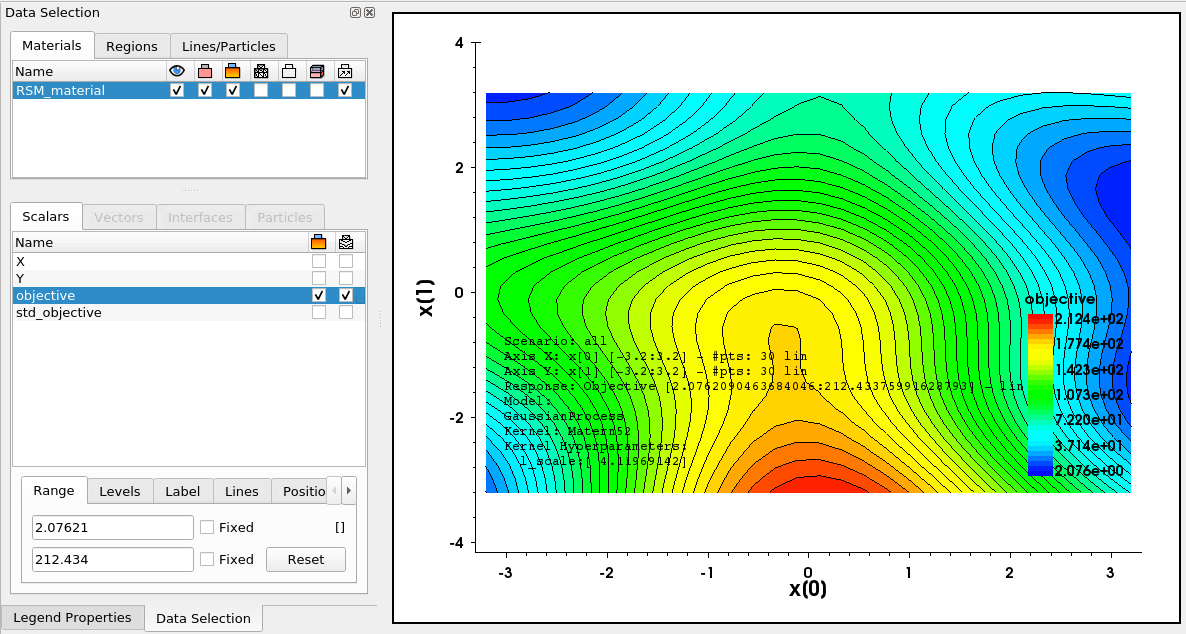 Data Selection
Materials Regions Lines/Particles
Name
RSM_material
Scalars Vectors Interfaces Particles
Name
X
Y
objective
std_objective
Range Levels Label Lines Positio
2.07621 Fixed []
212.434 Fixed Reset
Legend Properties Data Selection
4
2
0
-2
-4
x(1)
-3 -2 -1 0 1 2 3
x(0)
Scenario: all
Axis X: x[0] [-3.2:3.2] - #pts: 30 lin
Axis Y: x[1] [-3.2:3.2] - #pts: 30 lin
Response: Objective [2.0762090463684046:212.43375991628793] - lin
Model:
GaussianProcess
Kernel: Matern52
Kernel Hyperparameters:
l_scale:[ 4.11969142]
objective
2.124e+02
1.774e+02
1.423e+02
1.073e+02
7.220e+01
3.714e+01
2.076e+00